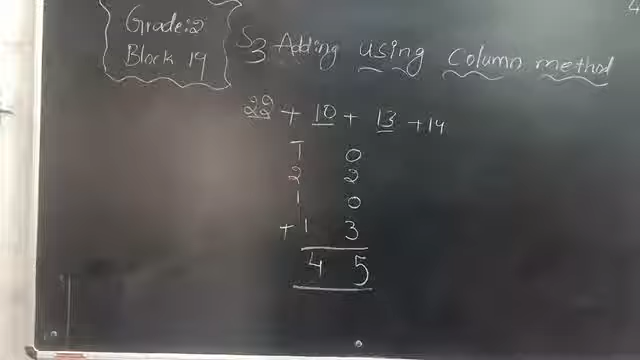 Grade:2
Block 19
S3 Adding using column method
22 + 10 + 13 + 14
T O
2 2
1 0
+ 1 3
4 5